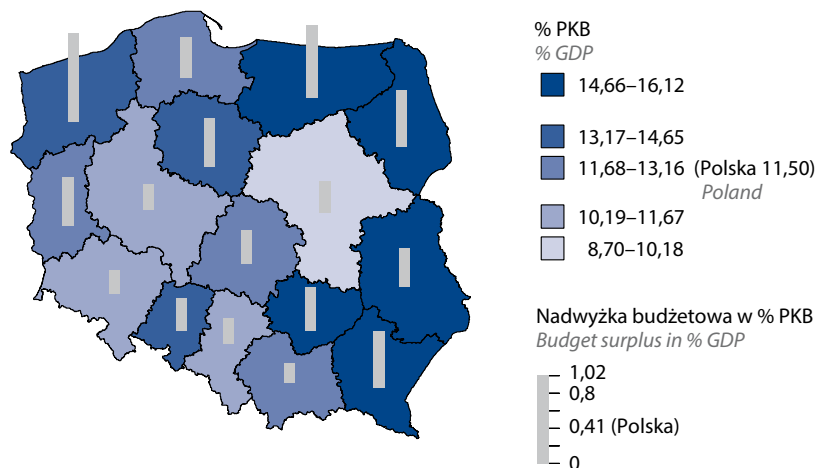 % PKB
% GDP
14,66–16,12
13,17–14,65
11,68–13,16 (Polska 11,50)
Poland
10,19–11,67
8,70–10,18
Nadwyżka budżetowa w % PKB
Budget surplus in % GDP
1,02
0,8
0,41 (Polska)
0